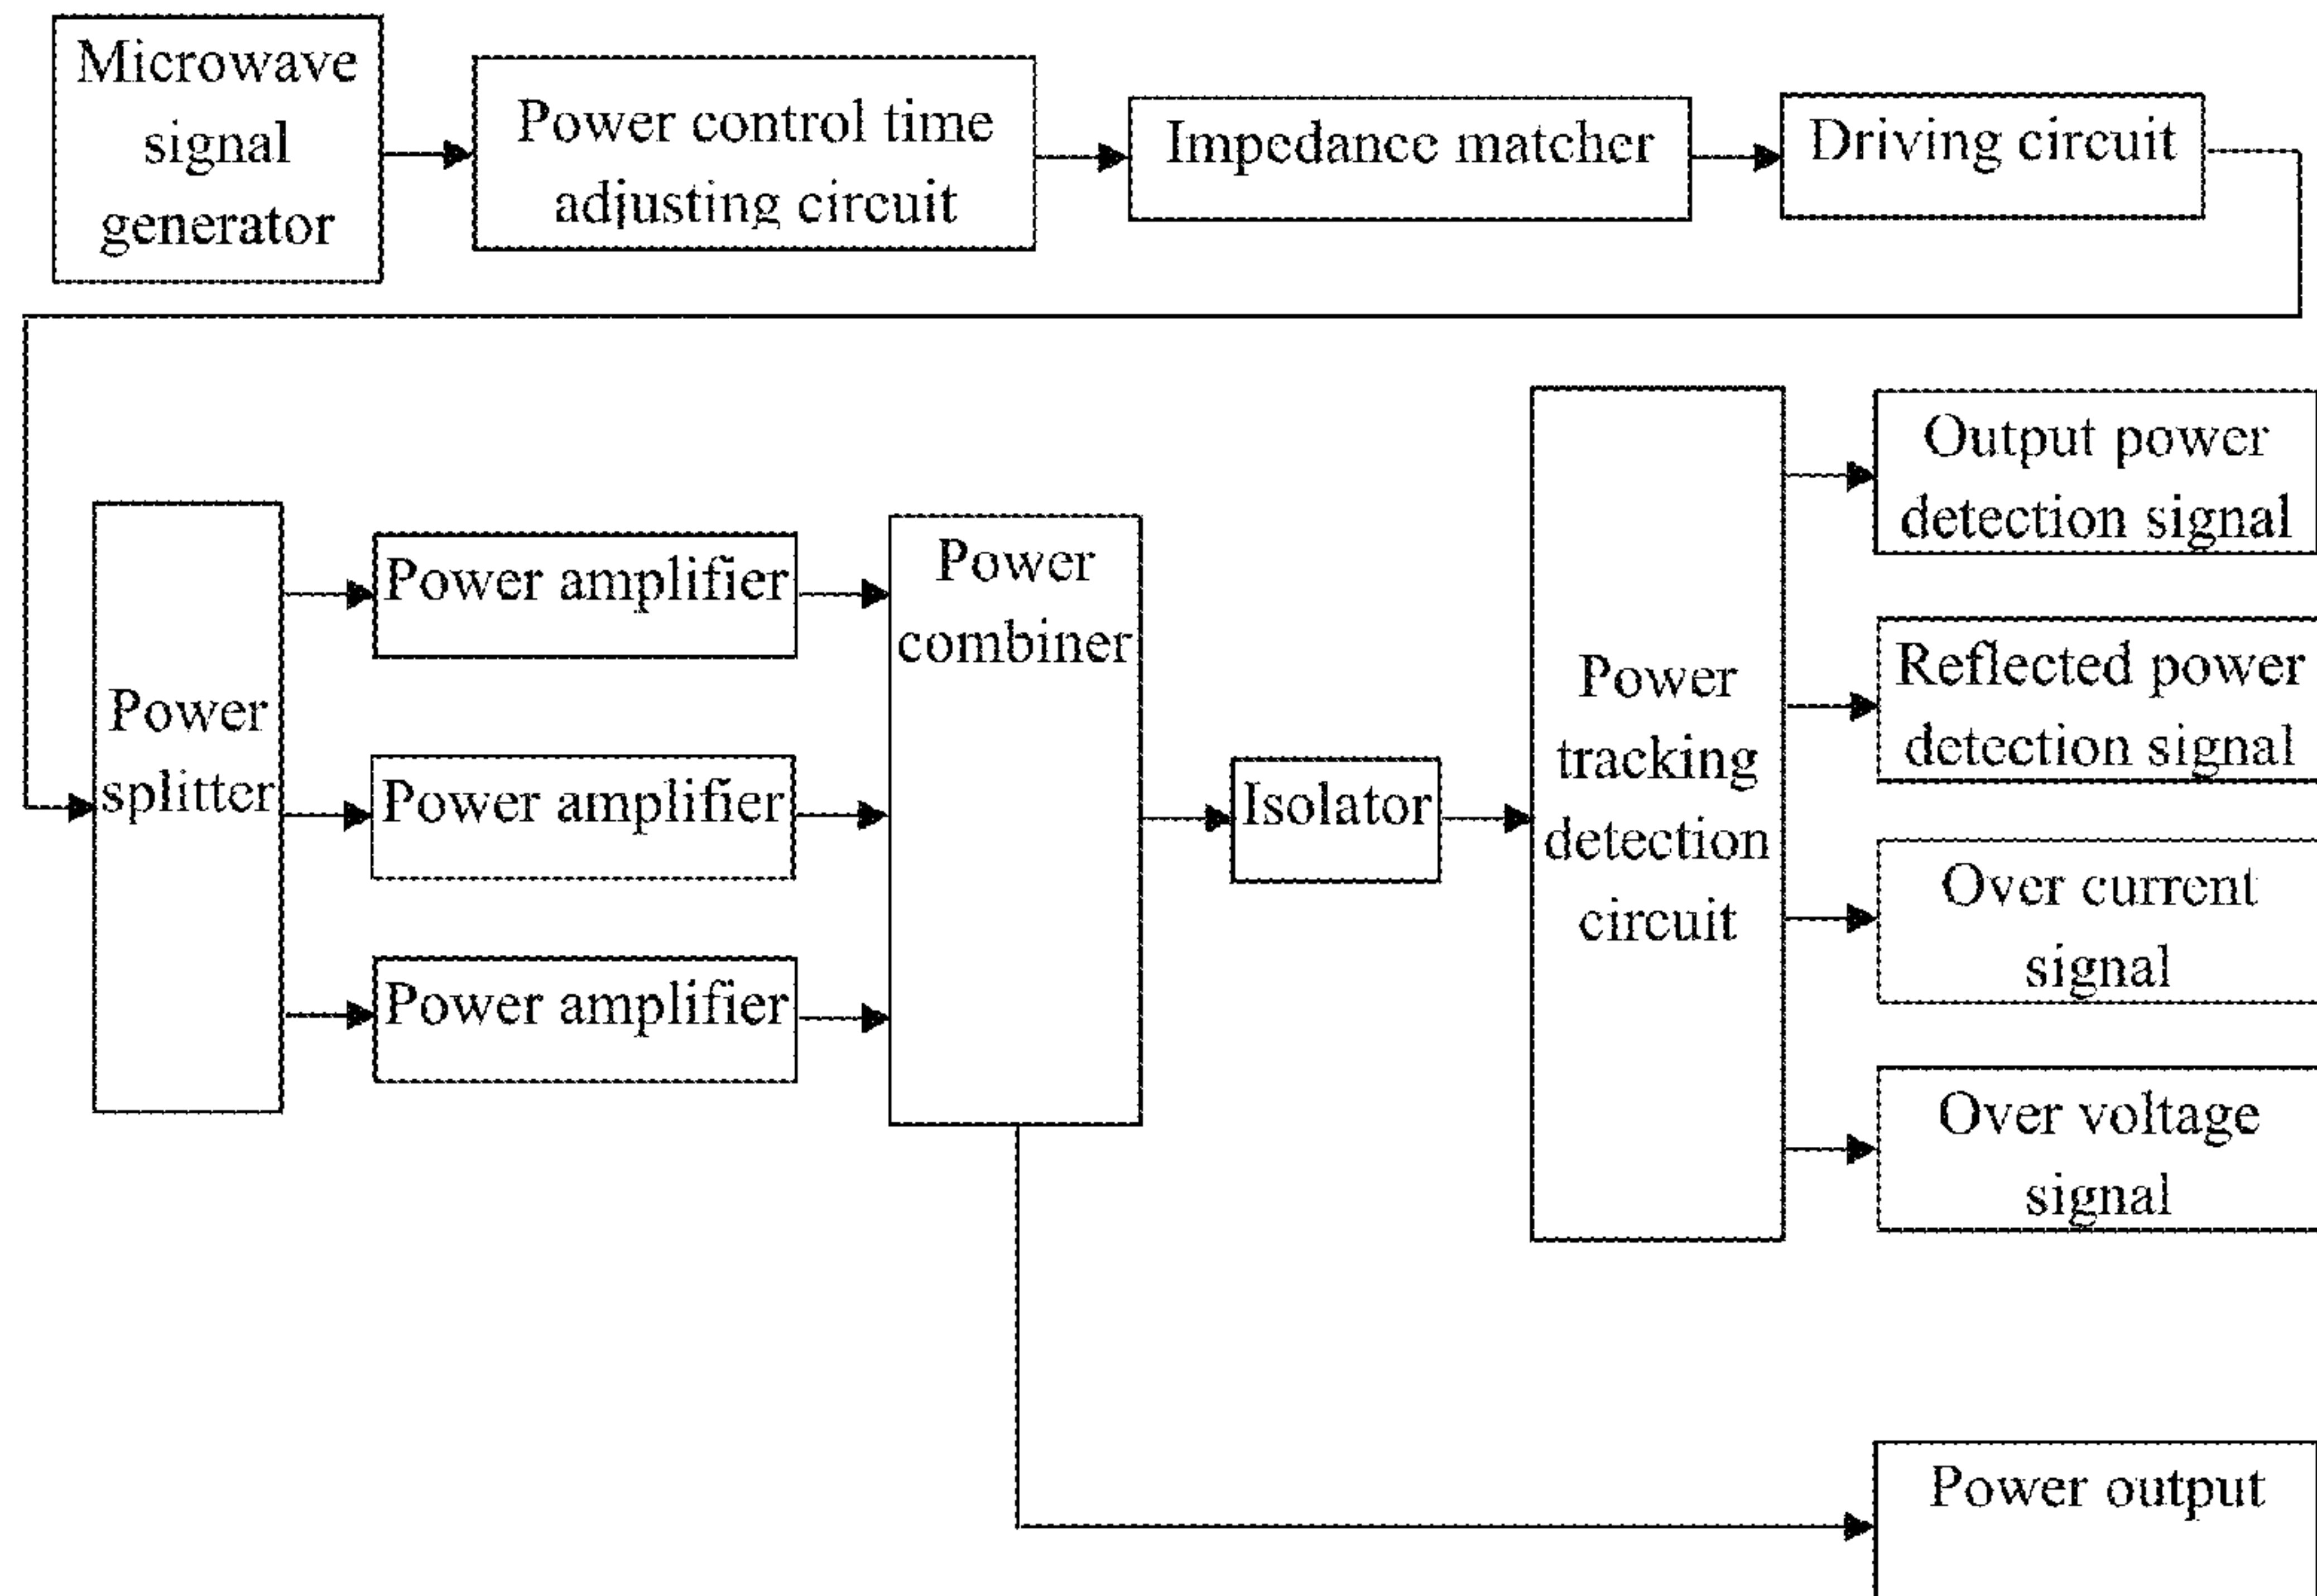 Microwave
signal
generator
Power control time
adjusting circuit
Impedance matcher
Driving circuit
Power
splitter
Power amplifier
Power amplifier
Power amplifier
Power
combiner
Isolator
Power
tracking
detection
circuit
Output power
detection signal
Reflected power
detection signal
Over current
signal
Over voltage
signal
Power output